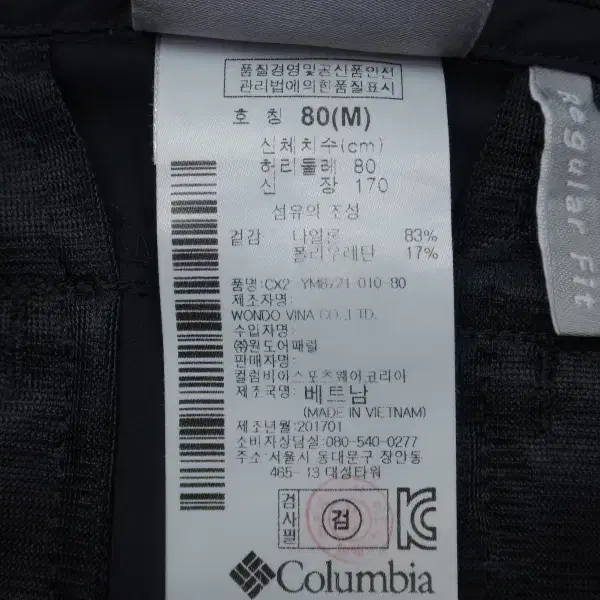 품질경영및공산품안전
관리법에의한품질표시
호 칭 80(M)
신체치수(cm)
허리둘레 80
신 장 170
섬유의 조성
겉감 나일론 83%
폴리우레탄 17%
품명:CX2 YM8721-010-80
제조자명:
WONDO VINA CO.,LTD.
수입자명:
㈜원도어패럴
판매자명:
컬럼비아스포츠웨어코리아
제조국명: 베트남
(MADE IN VIETNAM)
제조년월:201701
소비자상담실:080-540-0277
주소:서울시 동대문구 장안동
465-13 대성타워
검사필
검
KC
Columbia
Regular Fit